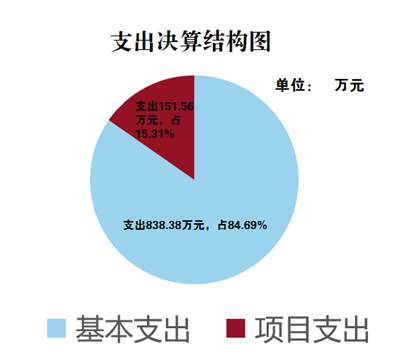 支出决算结构图
单位： 万元
支出151.56
万元，占
15.31%
支出838.38万元，占84.69%
基本支出 项目支出